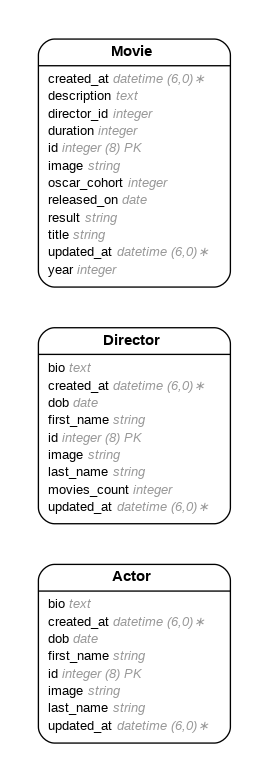 Movie
created_at datetime (6,0) ∗
description text
director_id integer
duration integer
id integer (8) PK
image string
oscar_cohort integer
released_on date
result string
title string
updated_at datetime (6,0) ∗
year integer
Director
bio text
created_at datetime (6,0) ∗
dob date
first_name string
id integer (8) PK
image string
last_name string
movies_count integer
updated_at datetime (6,0) ∗
Actor
bio text
created_at datetime (6,0) ∗
dob date
first_name string
id integer (8) PK
image string
last_name string
updated_at datetime (6,0) ∗